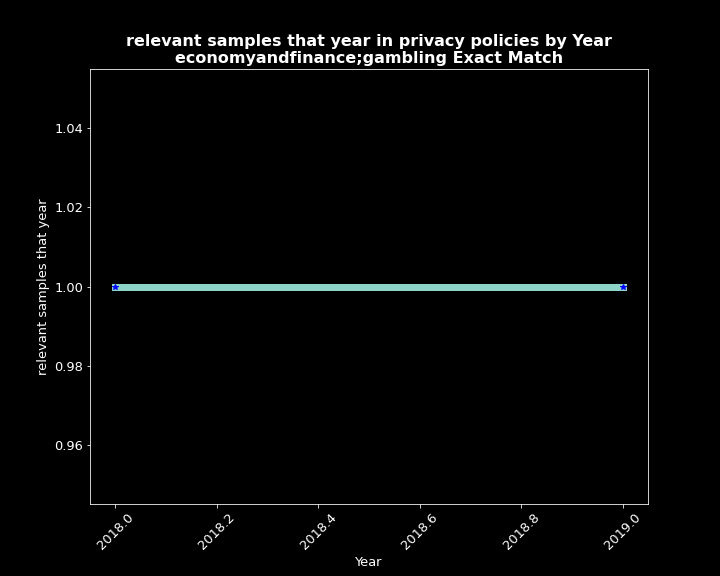 relevant samples that year in privacy policies by Year
economyandfinance;gambling Exact Match
relevant samples that year
1.04
1.02
1.00
0.98
0.96
2018.0
2018.2
2018.4
2018.6
2018.8
2019.0
Year